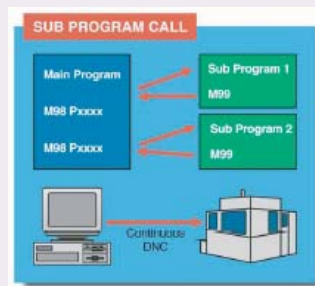 SUB PROGRAM CALL
Main Program
M98 Pxxxx
M98 Pxxxx
Sub Program 1
M99
Sub Program 2
M99
Continuous
DNC